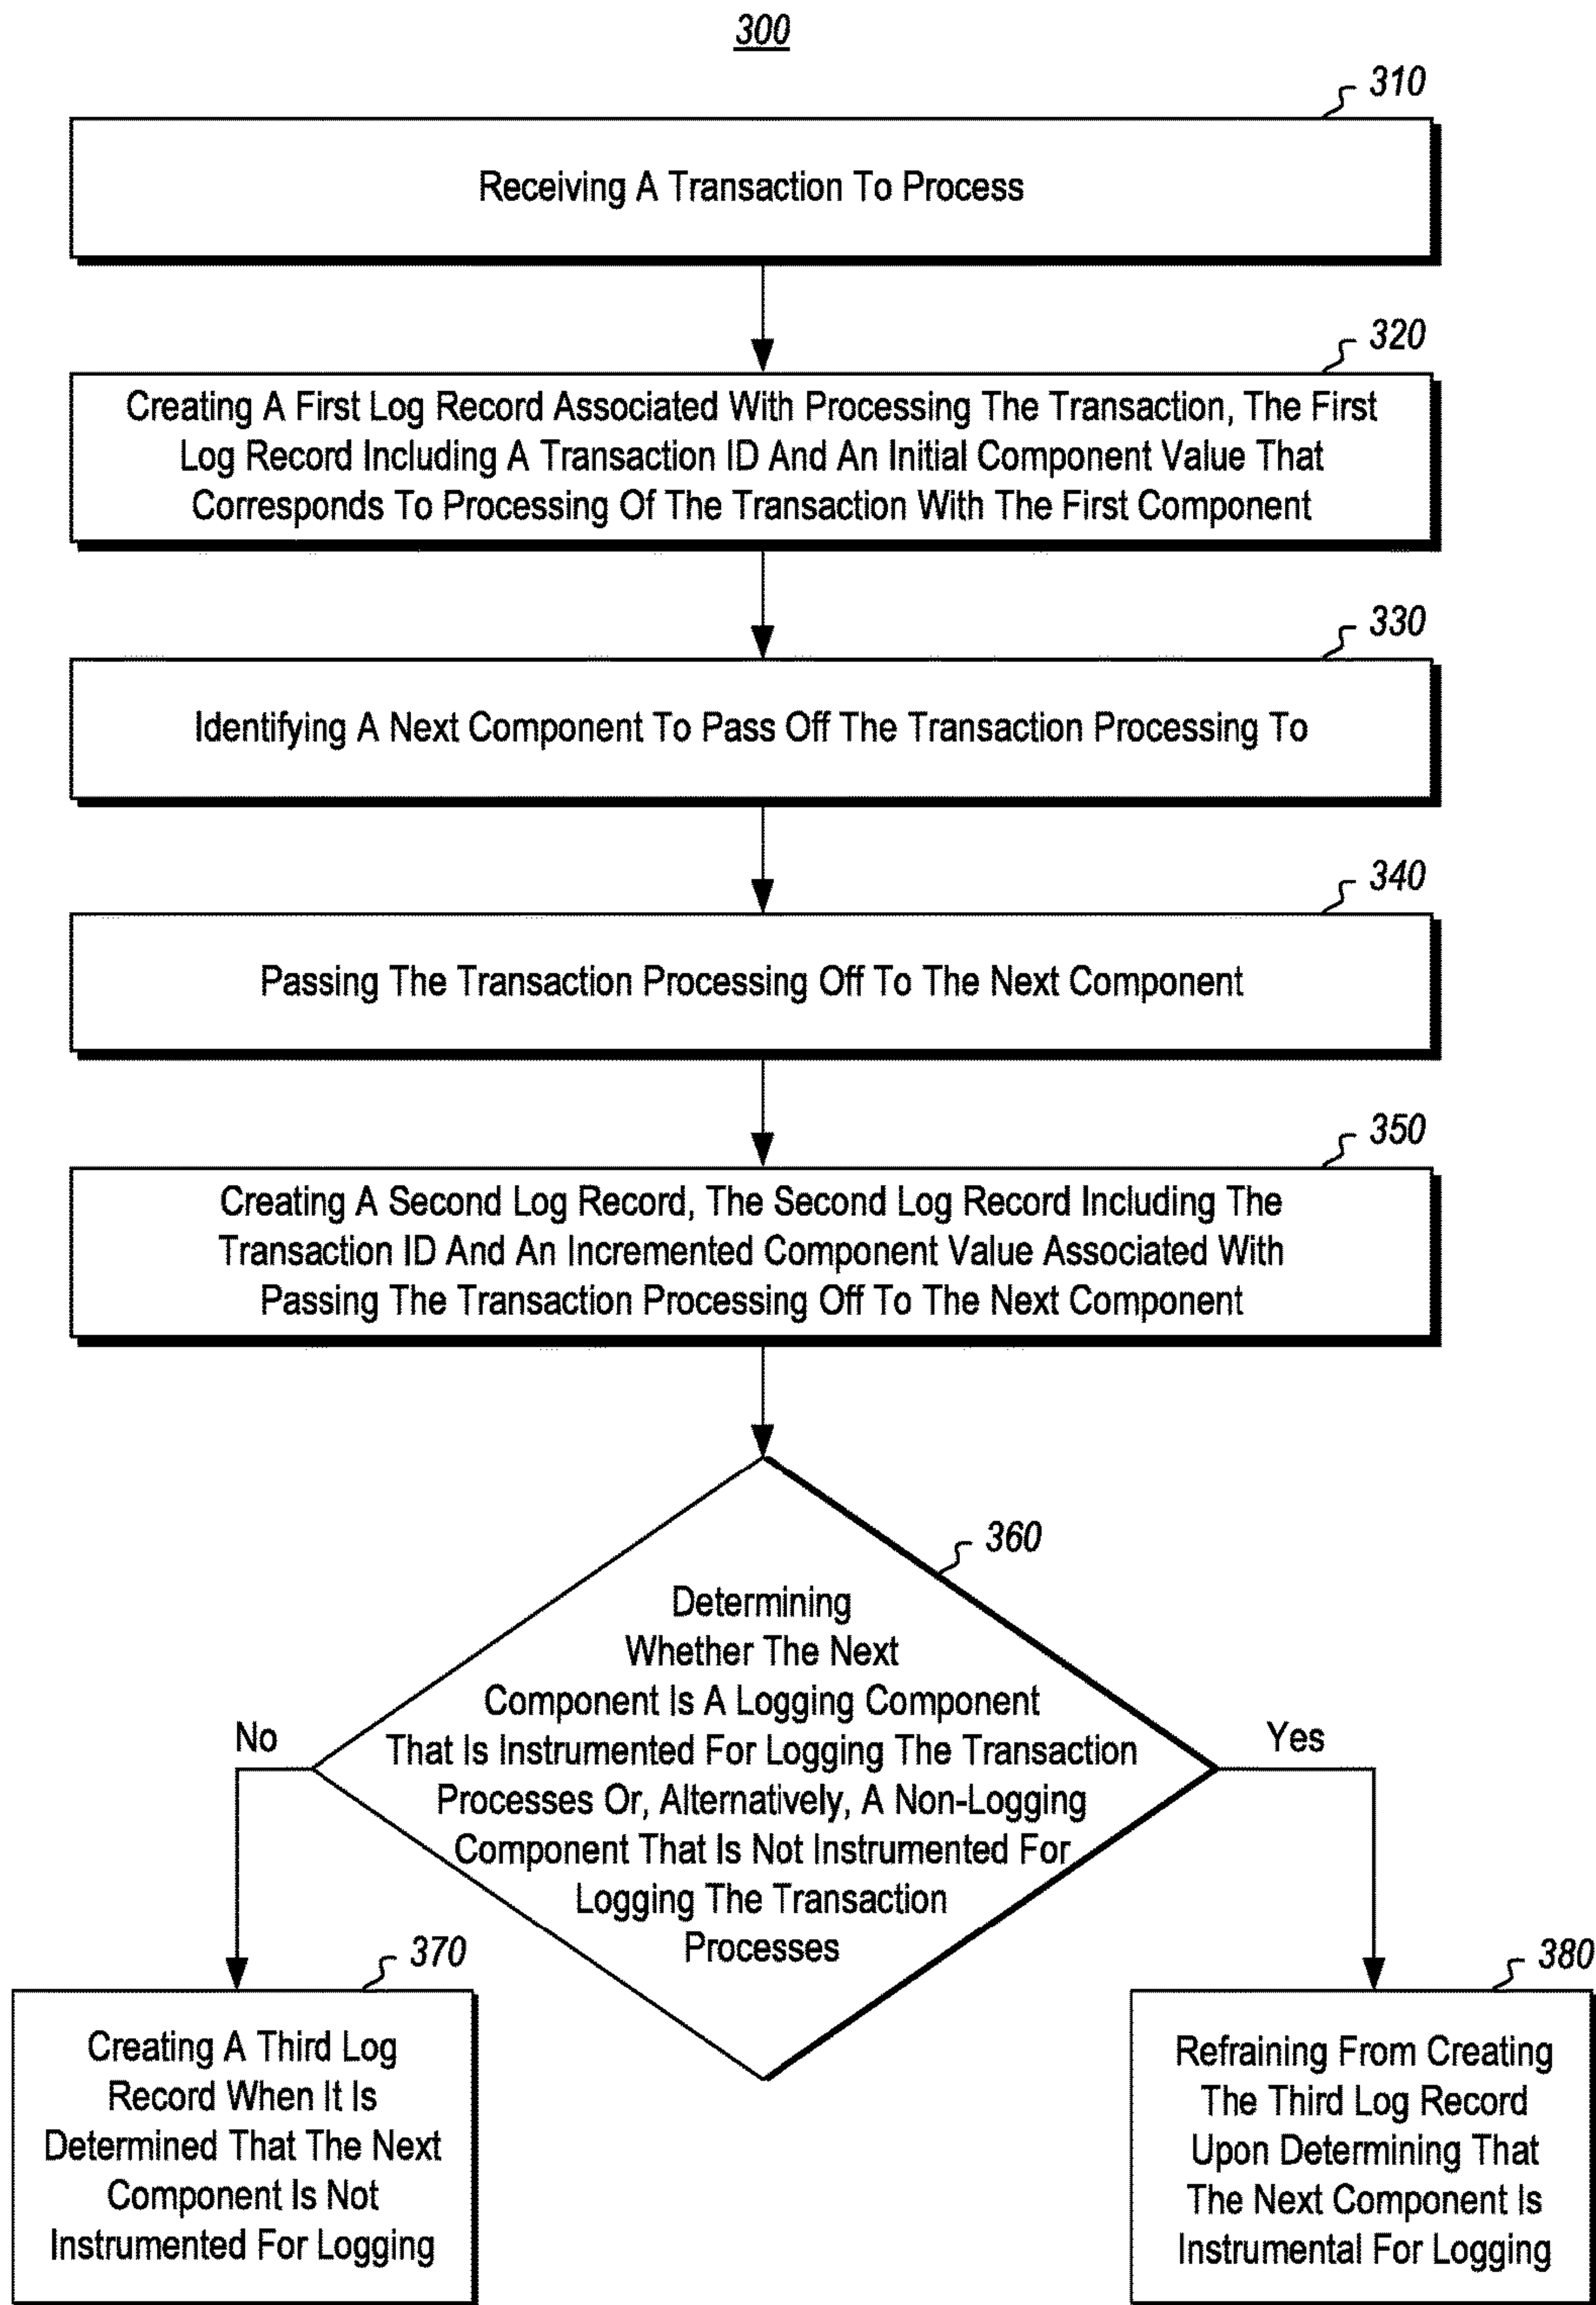 300
310
Receiving A Transaction To Process
320
Creating A First Log Record Associated With Processing The Transaction, The First
Log Record Including A Transaction ID And An Initial Component Value That
Corresponds To Processing Of The Transaction With The First Component
330
Identifying A Next Component To Pass Off The Transaction Processing To
340
Passing The Transaction Processing Off To The Next Component
350
Creating A Second Log Record, The Second Log Record Including The
Transaction ID And An Incremented Component Value Associated With
Passing The Transaction Processing Off To The Next Component
360
Determining
Whether The Next
Component Is A Logging Component
That Is Instrumented For Logging The Transaction
Processes Or, Alternatively, A Non-Logging
Component That Is Not Instrumented For
Logging The Transaction
Processes
No
Yes
370
Creating A Third Log
Record When It Is
Determined That The Next
Component Is Not
Instrumented For Logging
380
Refraining From Creating
The Third Log Record
Upon Determining That
The Next Component Is
Instrumental For Logging